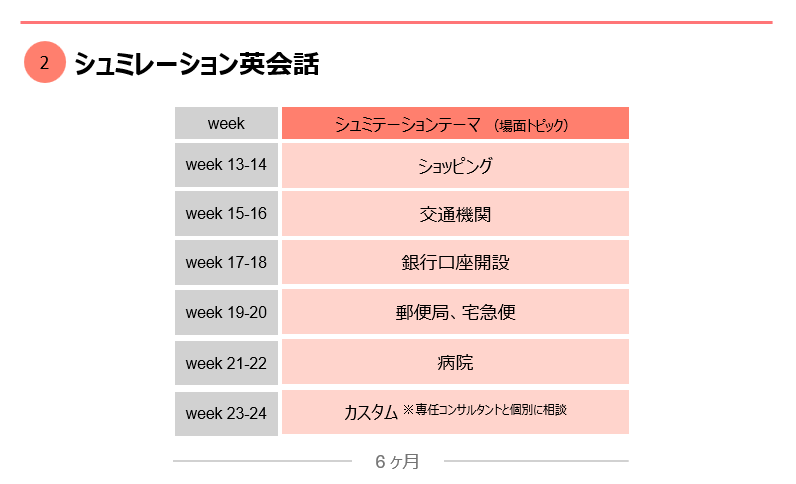 2 シュミレーション英会話
week シュミテーションテーマ （場面トピック）
week 13-14 ショッピング
week 15-16 交通機関
week 17-18 銀行口座開設
week 19-20 郵便局、宅急便
week 21-22 病院
week 23-24 カスタム ※専任コンサルタントと個別に相談
6 ヶ月